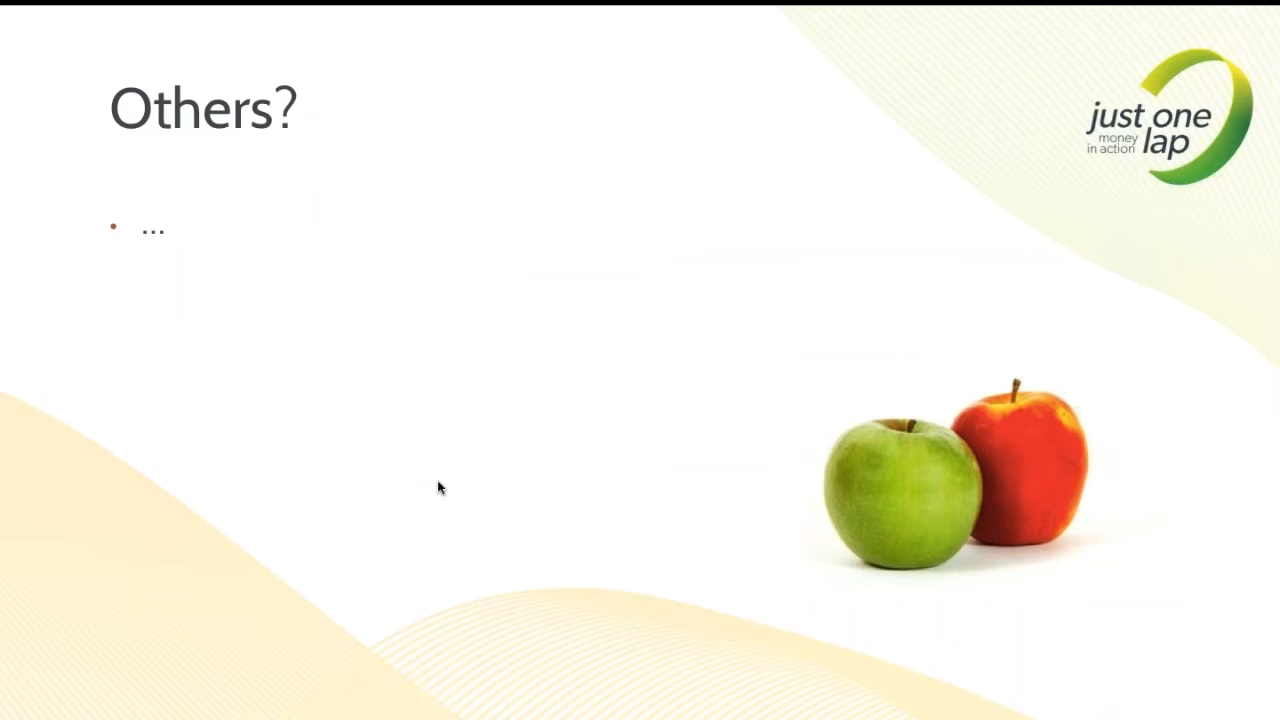 Others?
• ...
just one
money
in action lap